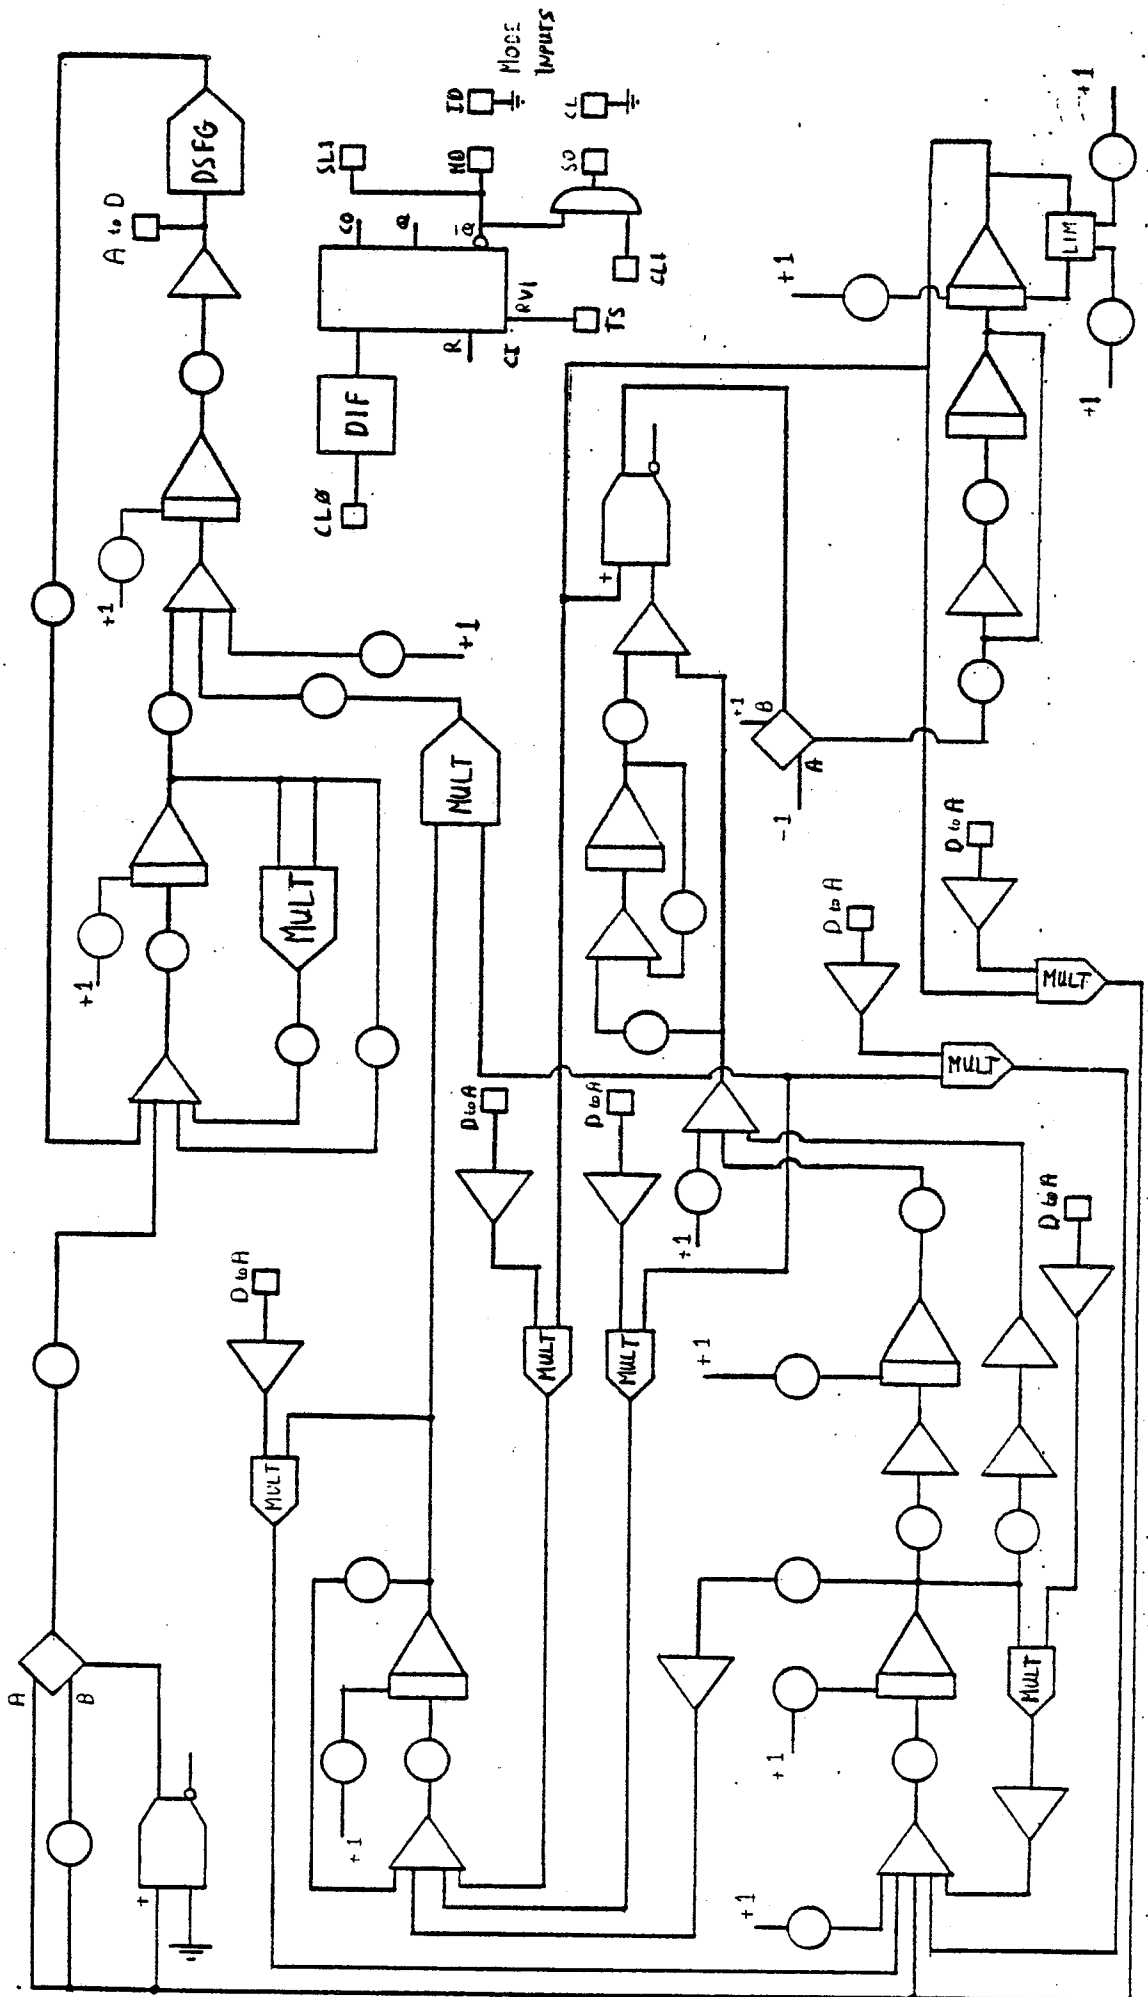 A to D
DSFG
MODE
INPUTS
SL1
HD
ID
CL
SO
CL1
CO
Q
Q̅
RV1
TS
CI
R
DIF
CLØ
+1
+1
+1
+1
+1
+1
LIM
MULT
MULT
+
+1
B
A
-1
D to A
MULT
D to A
MULT
D to A
MULT
D to A
MULT
D to A
MULT
D to A
MULT
+1
+1
+1
+1
+1
A
B
+